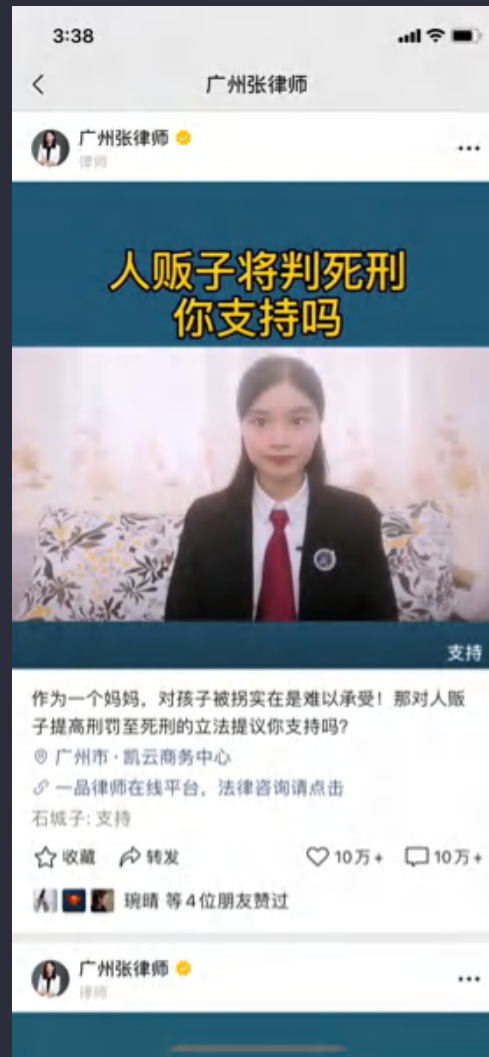 3:38
广州张律师
广州张律师
律师
人贩子将判死刑
你支持吗
支持
作为一个妈妈，对孩子被拐实在是难以承受！那对人贩
子提高刑罚至死刑的立法提议你支持吗？
广州市·凯云商务中心
一品律师在线平台，法律咨询请点击
石城子: 支持
收藏 转发 10万+ 10万+
琬晴 等4位朋友赞过
广州张律师
律师